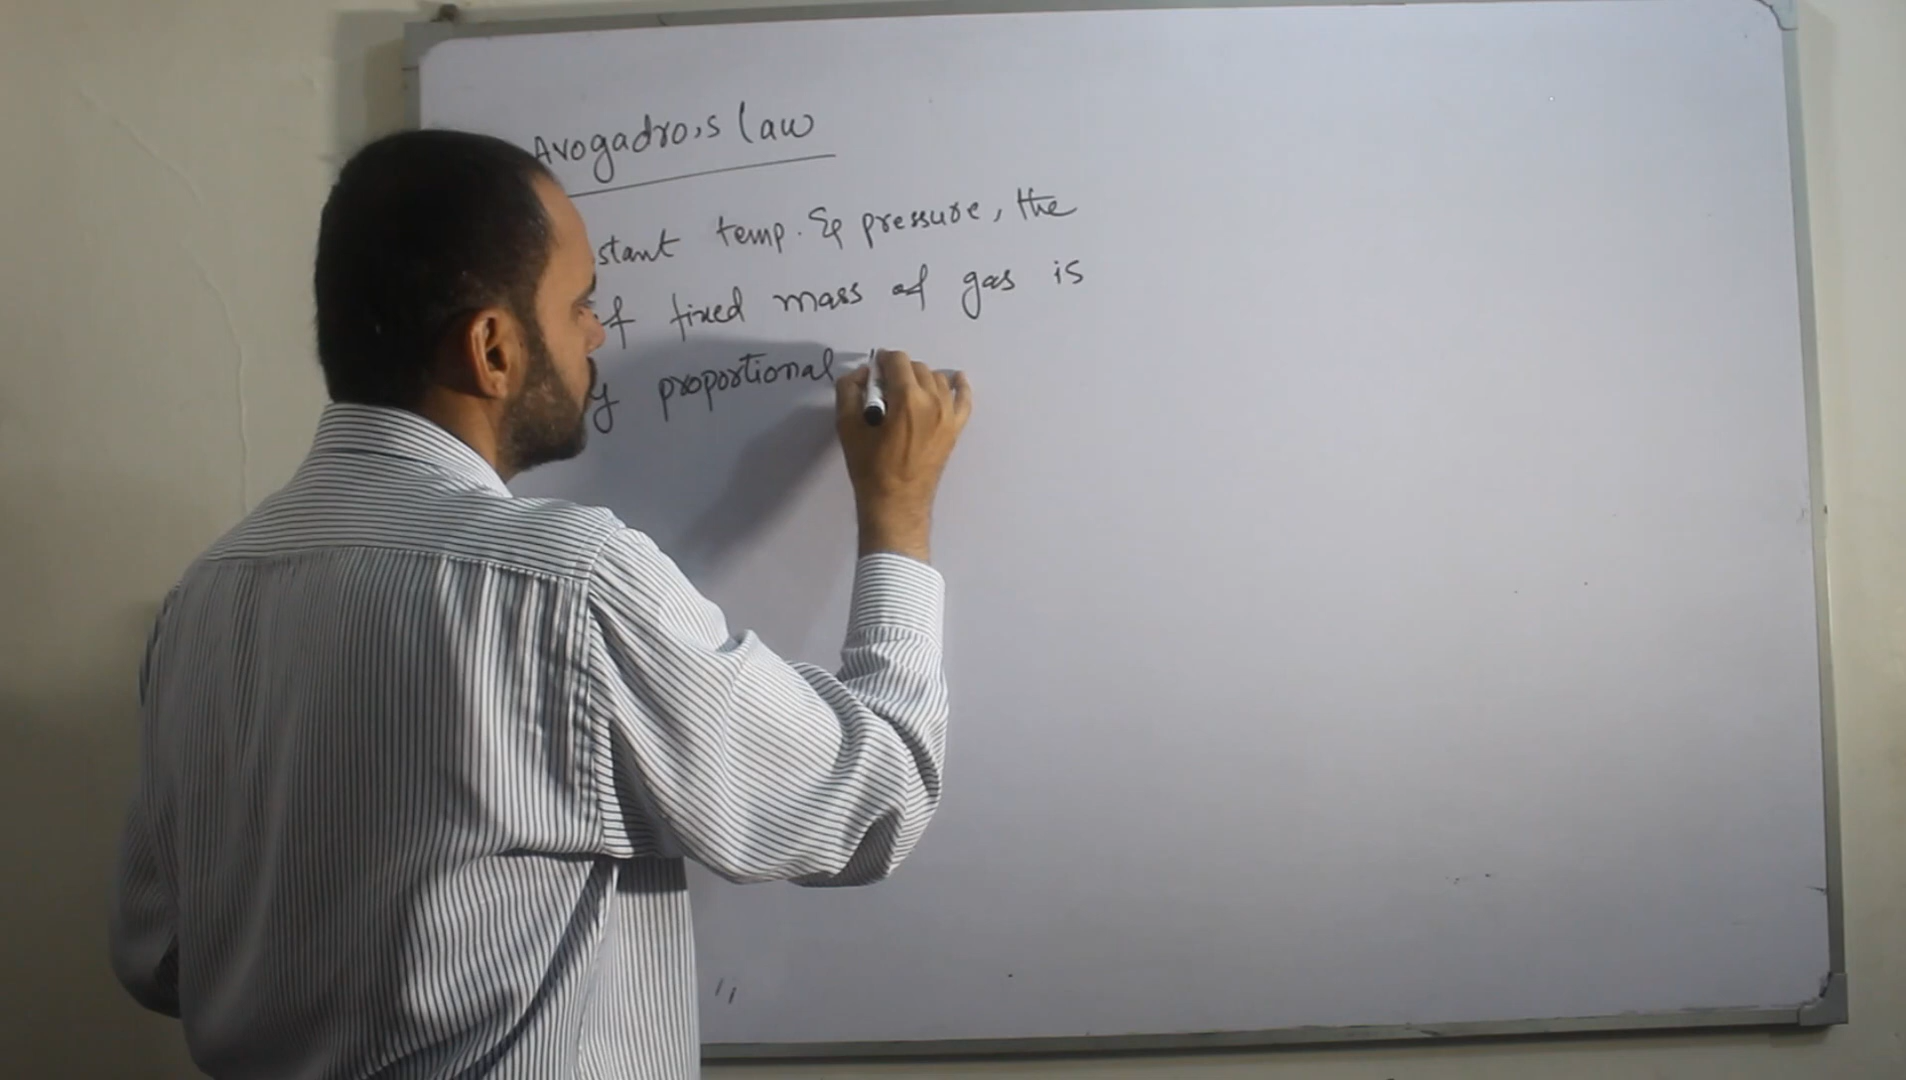 Avogadro,s law
stant temp. & pressure, the
f fixed mass of gas is
y proportional